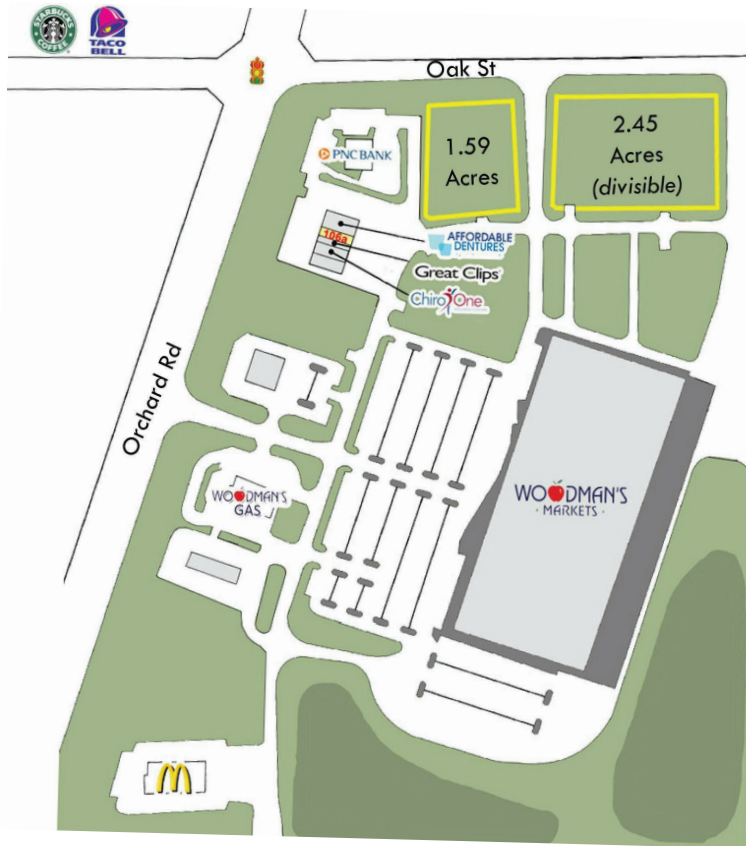 STARBUCKS
COFFEE
TACO
BELL
Oak St
1.59
Acres
2.45
Acres
(divisible)
PNC BANK
106a
AFFORDABLE
DENTURES
Great Clips
Chiro One
Orchard Rd
WOODMAN'S
GAS
WOODMAN'S
· MARKETS ·